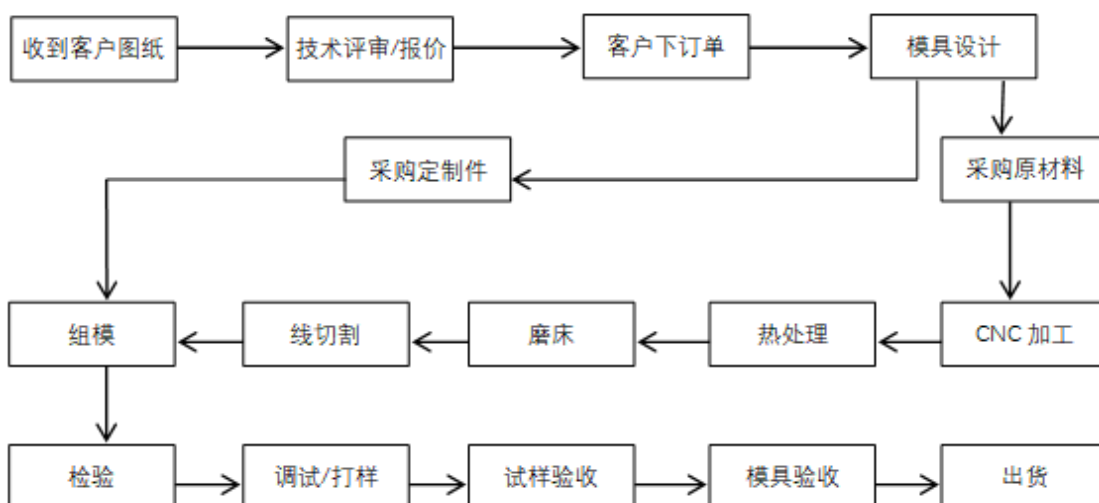 收到客户图纸
技术评审/报价
客户下订单
模具设计
采购定制件
采购原材料
组模
线切割
磨床
热处理
CNC 加工
检验
调试/打样
试样验收
模具验收
出货